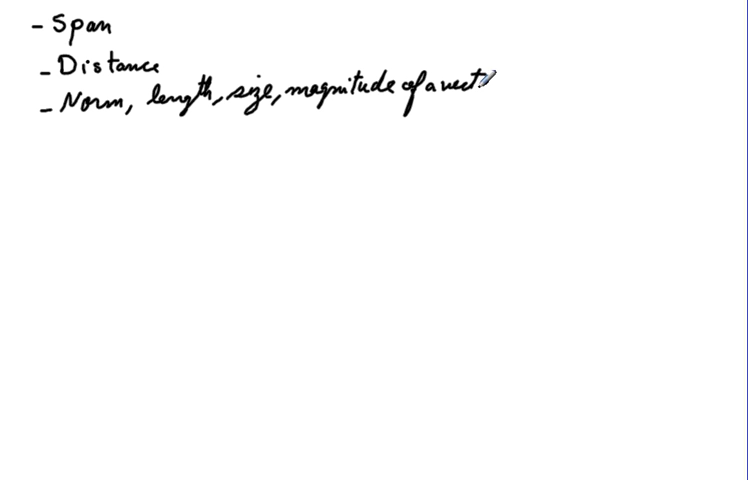 - Span
- Distance
- Norm, length, size, magnitude of a vect